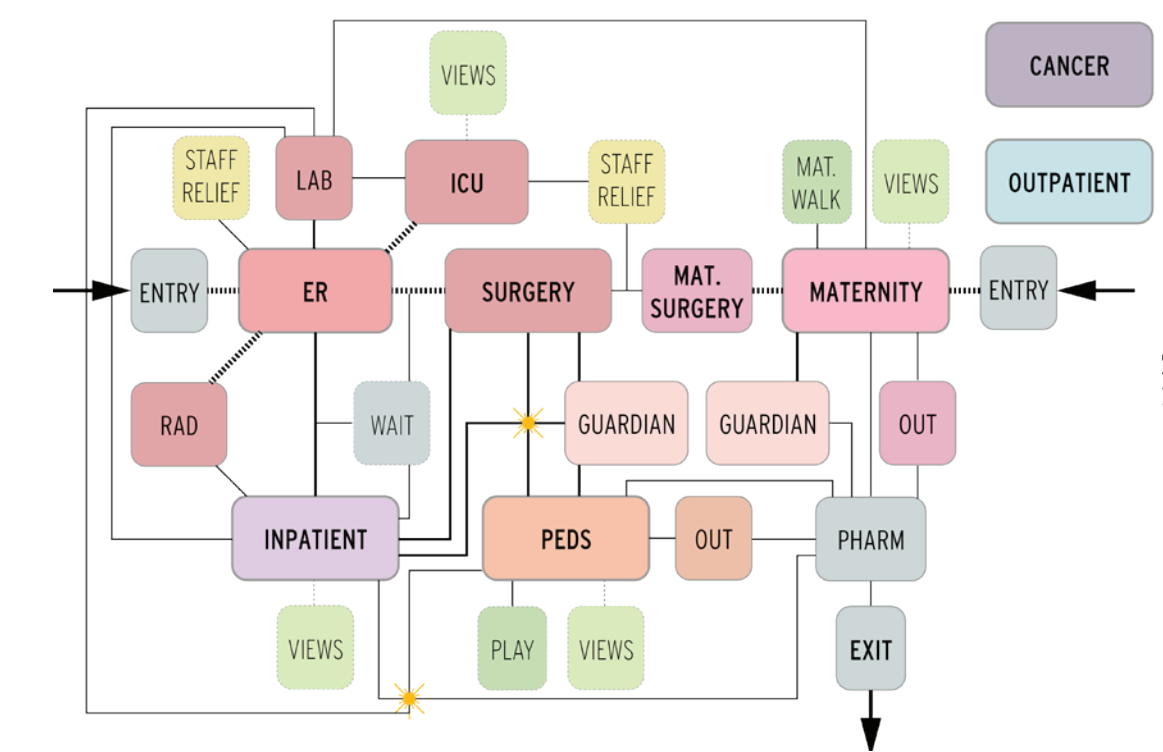 VIEWS
CANCER
STAFF
RELIEF
LAB
ICU
STAFF
RELIEF
MAT.
WALK
VIEWS
OUTPATIENT
ENTRY
ER
SURGERY
MAT.
SURGERY
MATERNITY
ENTRY
RAD
WAIT
GUARDIAN
GUARDIAN
OUT
INPATIENT
PEDS
OUT
PHARM
VIEWS
PLAY
VIEWS
EXIT